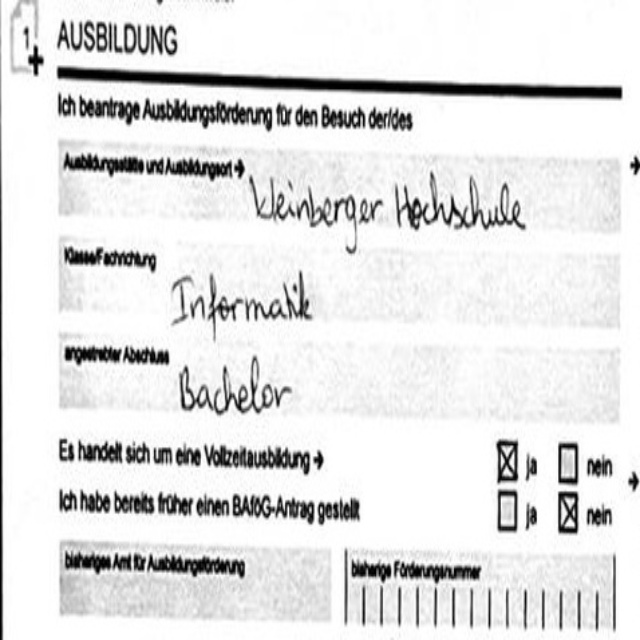 1
AUSBILDUNG
Ich beantrage Ausbildungsförderung für den Besuch der/des
Ausbildungsstätte und Ausbildungsort →
Kleinberger Hochschule
Klasse/Fachrichtung
Informatik
angestrebter Abschluss
Bachelor
Es handelt sich um eine Vollzeitausbildung → ja nein
Ich habe bereits früher einen BAföG-Antrag gestellt ja nein
bisheriges Amt für Ausbildungsförderung bisherige Förderungsnummer